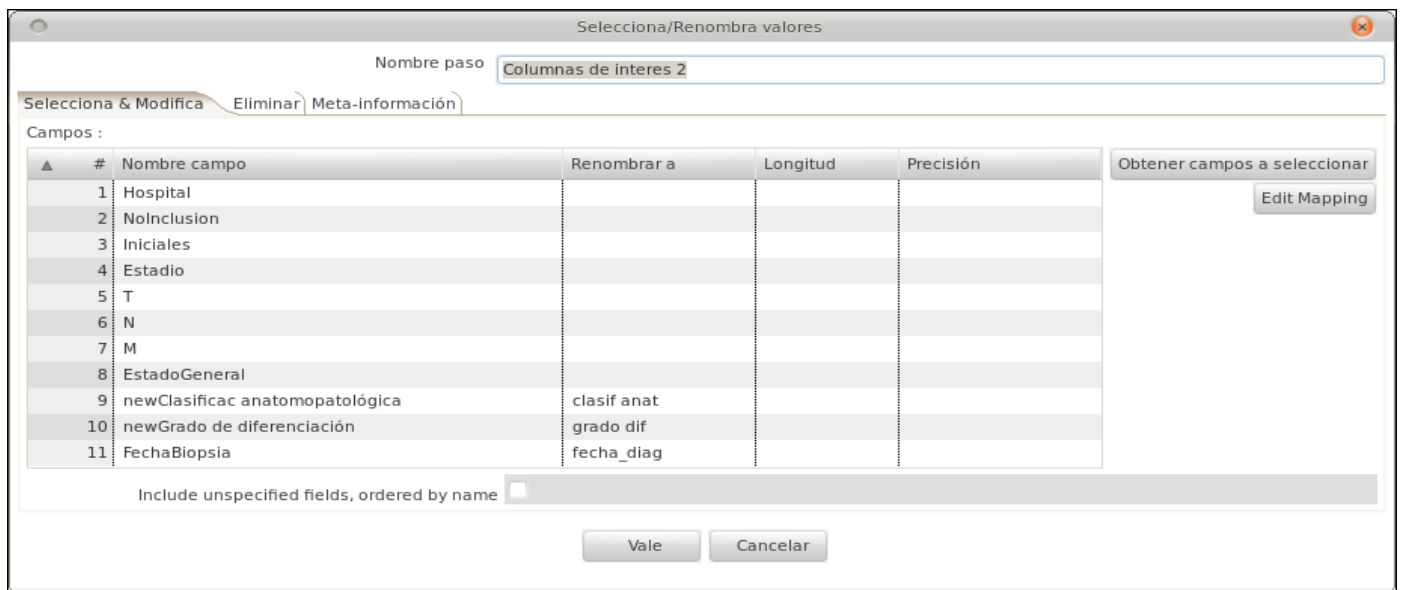 Selecciona/Renombra valores
Nombre paso Columnas de interes 2
Selecciona & Modifica Eliminar Meta-información
Campos :
# Nombre campo Renombrar a Longitud Precisión Obtener campos a seleccionar
1 Hospital Edit Mapping
2 NoInclusion
3 Iniciales
4 Estadio
5 T
6 N
7 M
8 EstadoGeneral
9 newClasificac anatomopatológica clasif anat
10 newGrado de diferenciación grado dif
11 FechaBiopsia fecha_diag
Include unspecified fields, ordered by name
Vale Cancelar